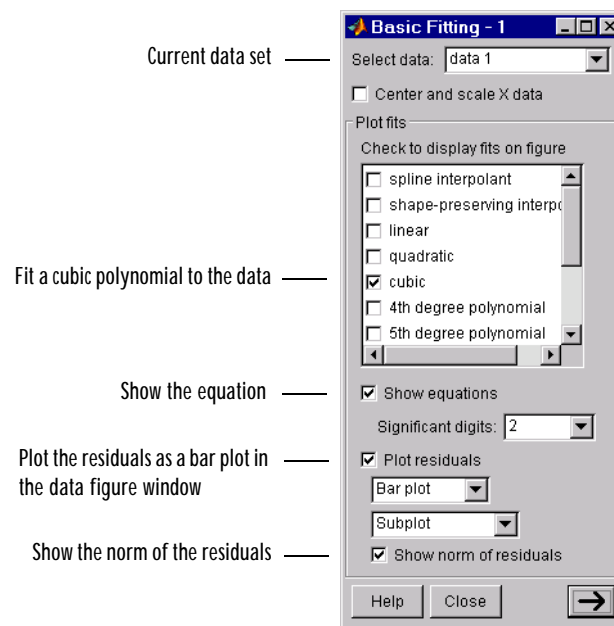 Basic Fitting - 1
Current data set
Select data: data 1
Center and scale X data
Plot fits
Check to display fits on figure
spline interpolant
shape-preserving interp
linear
quadratic
Fit a cubic polynomial to the data
cubic
4th degree polynomial
5th degree polynomial
Show the equation
Show equations
Significant digits: 2
Plot the residuals as a bar plot in
the data figure window
Plot residuals
Bar plot
Subplot
Show the norm of the residuals
Show norm of residuals
Help Close